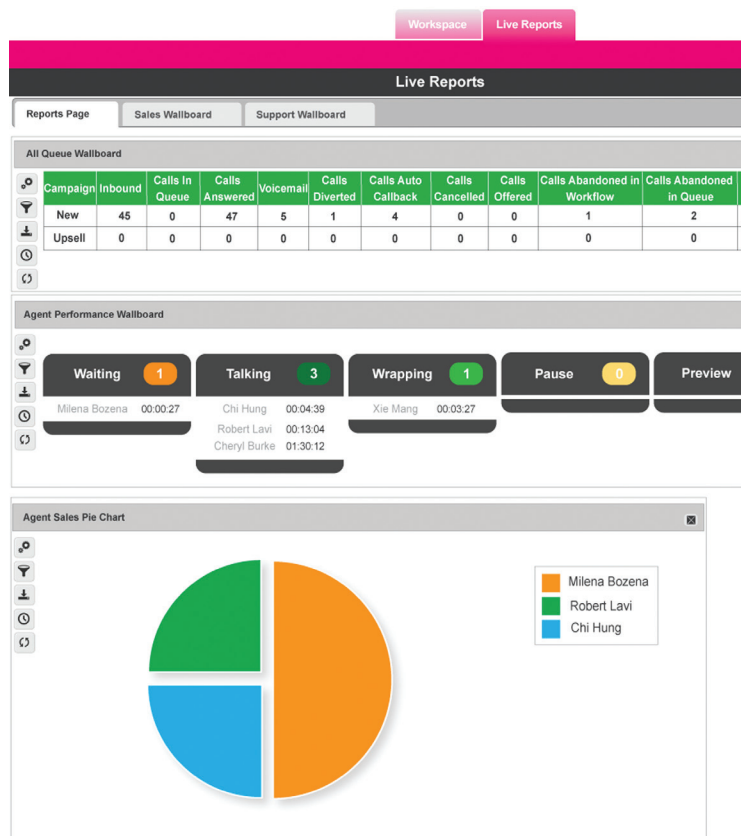 Workspace Live Reports
Live Reports
Reports Page Sales Wallboard Support Wallboard
All Queue Wallboard
Campaign Inbound Calls In Queue Calls Answered Voicemail Calls Diverted Calls Auto Callback Calls Cancelled Calls Offered Calls Abandoned in Workflow Calls Abandoned in Queue
New 45 0 47 5 1 4 0 0 1 2
Upsell 0 0 0 0 0 0 0 0 0 0
Agent Performance Wallboard
Waiting 1 Talking 3 Wrapping 1 Pause 0 Preview
Milena Bozena 00:00:27 Chi Hung 00:04:39 Xie Mang 00:03:27
Robert Lavi 00:13:04
Cheryl Burke 01:30:12
Agent Sales Pie Chart
Milena Bozena
Robert Lavi
Chi Hung